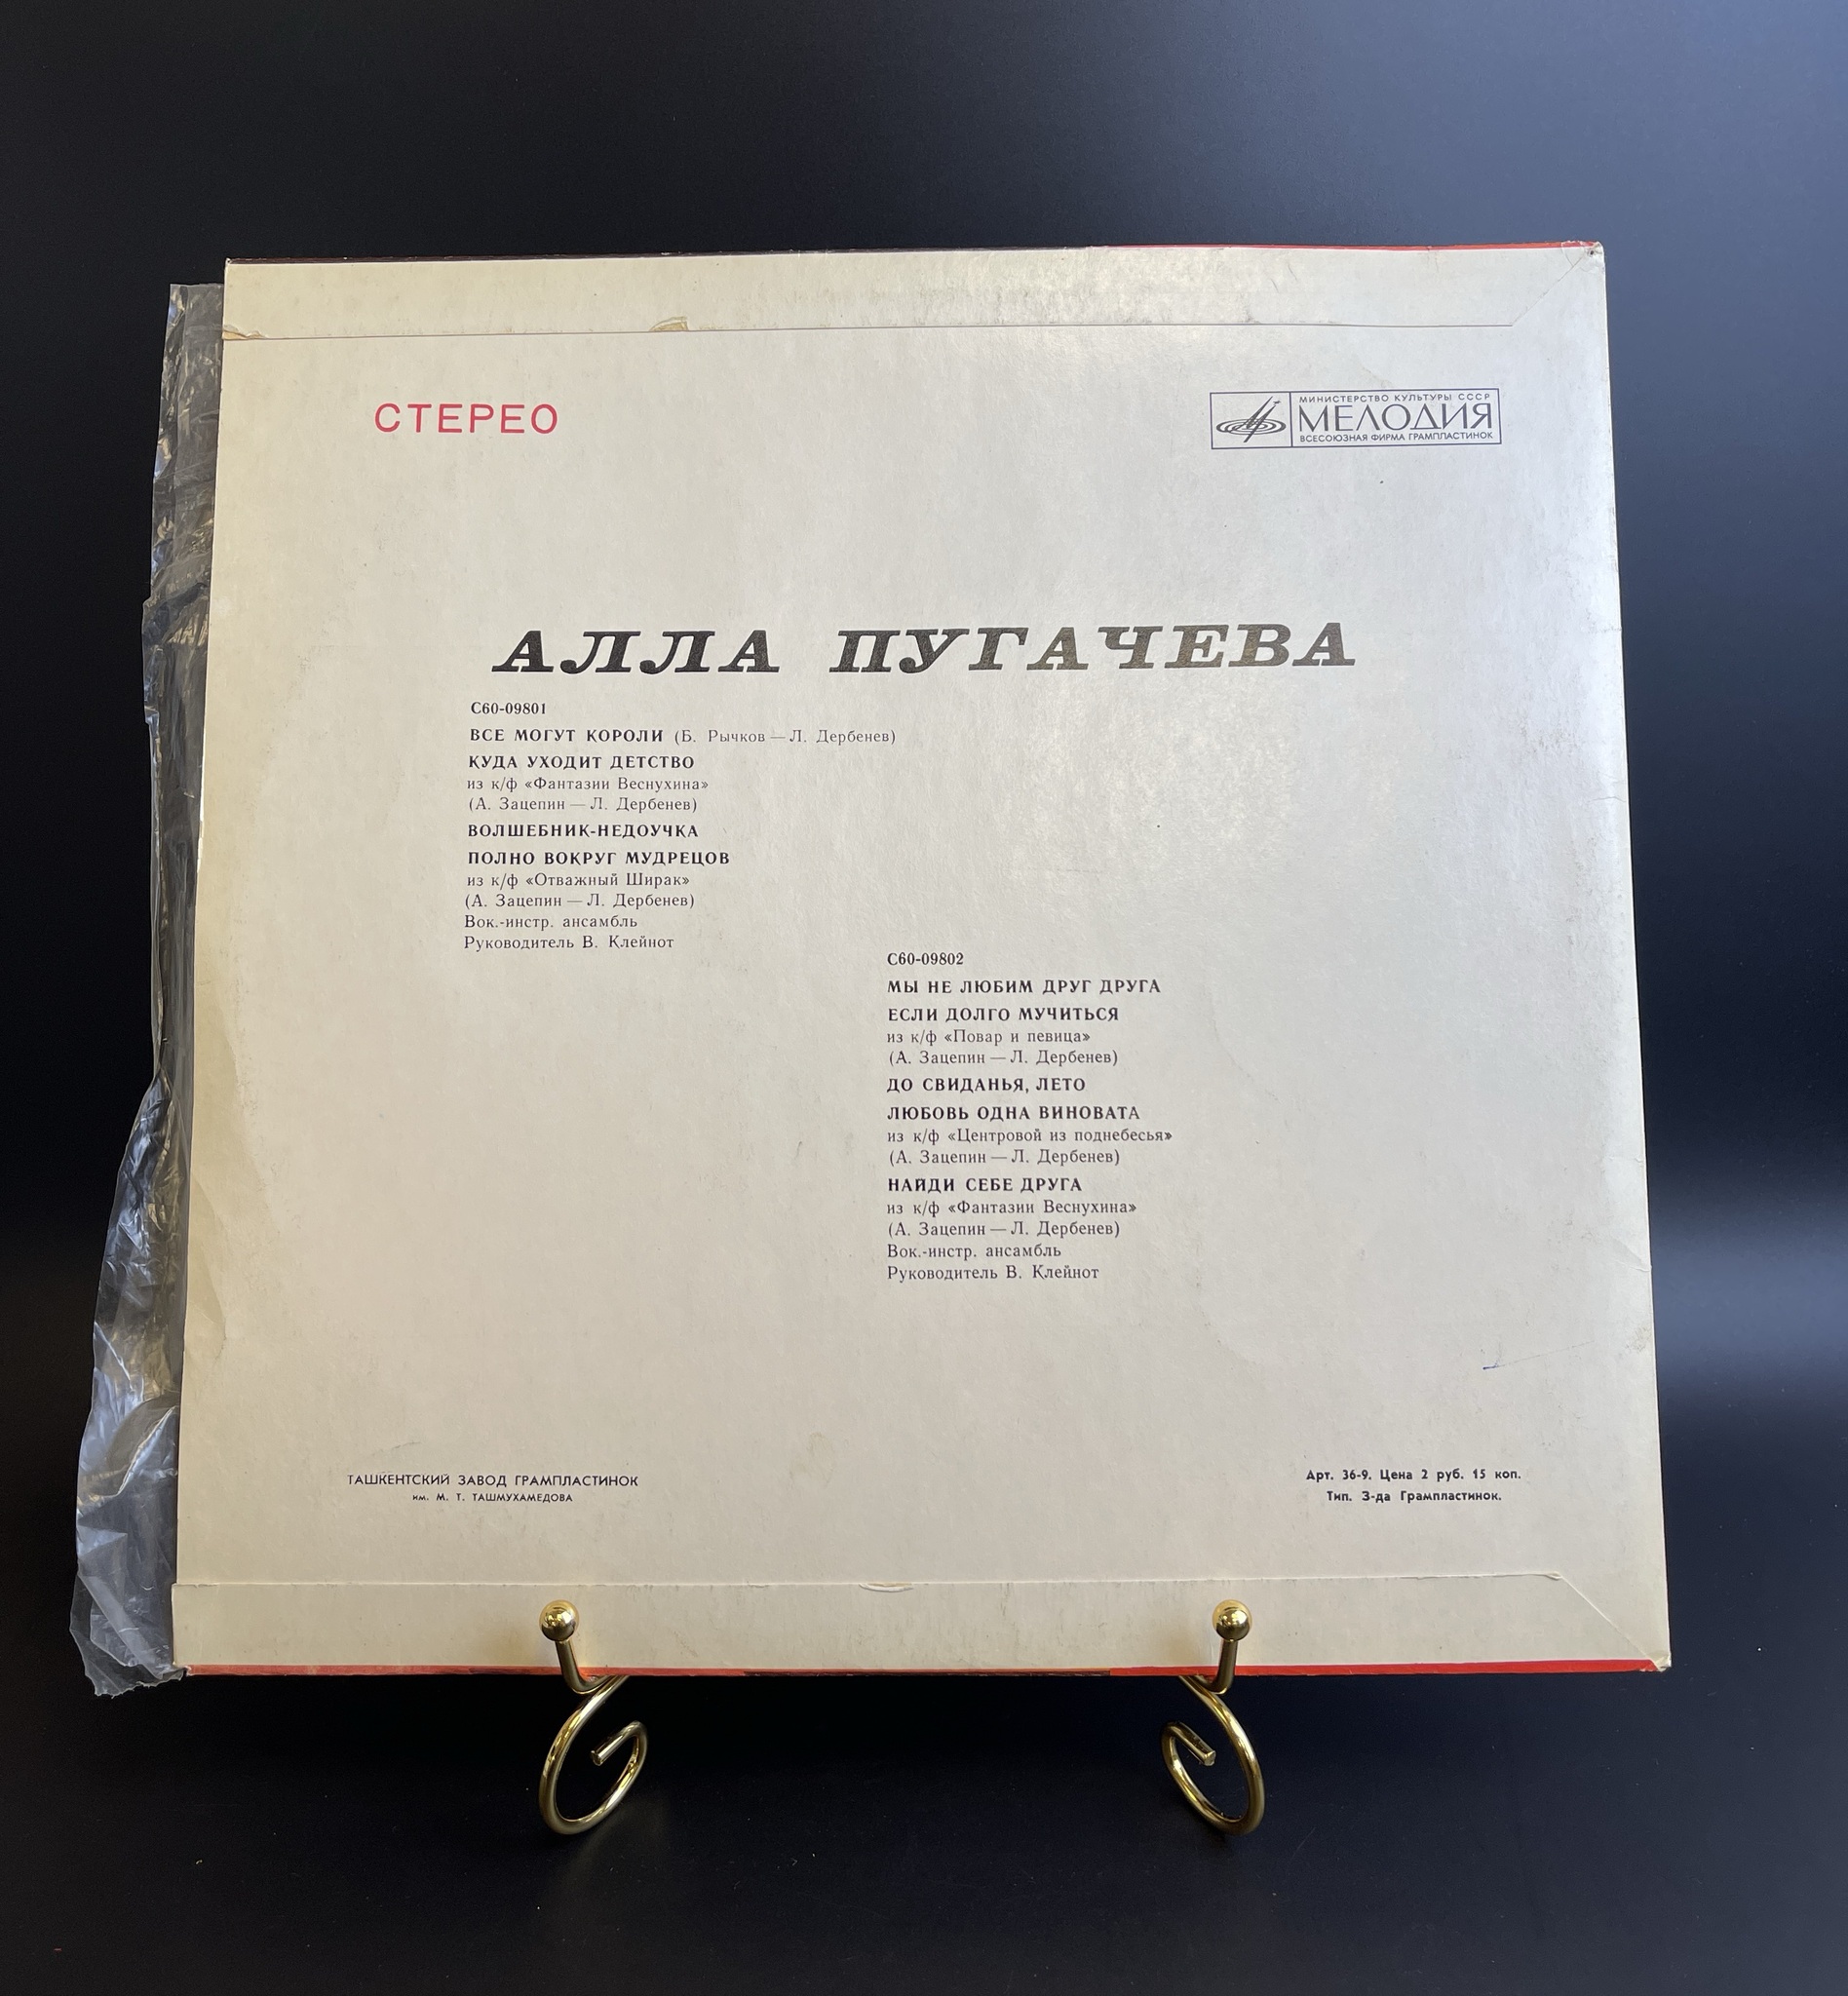 СТЕРЕО
МИНИСТЕРСТВО КУЛЬТУРЫ СССР
МЕЛОДИЯ
ВСЕСОЮЗНАЯ ФИРМА ГРАМПЛАСТИНОК
АЛЛА ПУГАЧЕВА
С60-09801
ВСЕ МОГУТ КОРОЛИ (Б. Рычков — Л. Дербенев)
КУДА УХОДИТ ДЕТСТВО
из к/ф «Фантазии Веснухина»
(А. Зацепин — Л. Дербенев)
ВОЛШЕБНИК-НЕДОУЧКА
ПОЛНО ВОКРУГ МУДРЕЦОВ
из к/ф «Отважный Ширак»
(А. Зацепин — Л. Дербенев)
Вок.-инстр. ансамбль
Руководитель В. Клейнот
С60-09802
МЫ НЕ ЛЮБИМ ДРУГ ДРУГА
ЕСЛИ ДОЛГО МУЧИТЬСЯ
из к/ф «Повар и певица»
(А. Зацепин — Л. Дербенев)
ДО СВИДАНЬЯ, ЛЕТО
ЛЮБОВЬ ОДНА ВИНОВАТА
из к/ф «Центровой из поднебесья»
(А. Зацепин — Л. Дербенев)
НАЙДИ СЕБЕ ДРУГА
из к/ф «Фантазии Веснухина»
(А. Зацепин — Л. Дербенев)
Вок.-инстр. ансамбль
Руководитель В. Клейнот
ТАШКЕНТСКИЙ ЗАВОД ГРАМПЛАСТИНОК
им. М. Т. ТАШМУХАМЕДОВА
Арт. 36-9. Цена 2 руб. 15 коп.
Тип. З-да Грампластинок.